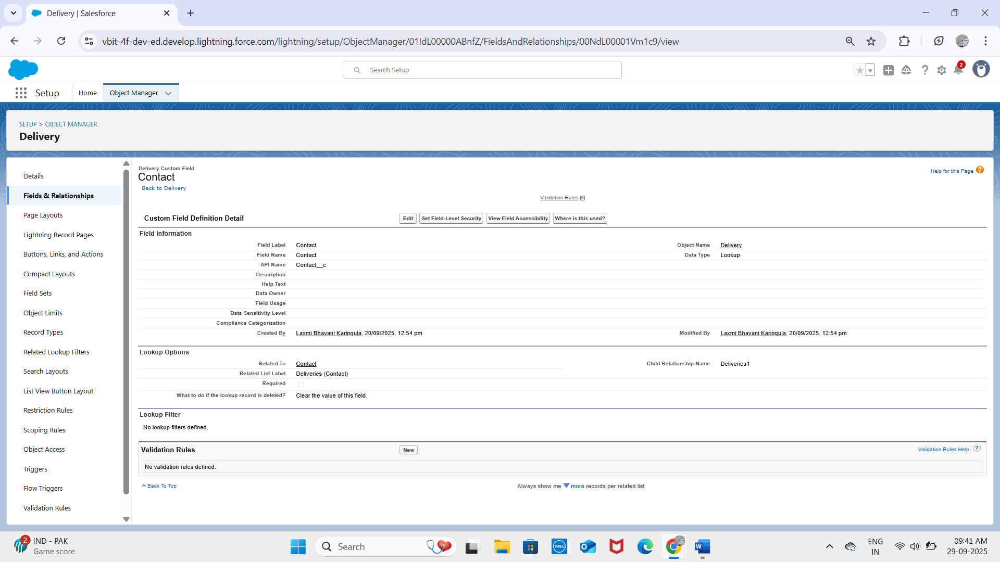 Delivery | Salesforce
vbit-4f-dev-ed.develop.lightning.force.com/lightning/setup/ObjectManager/01IdL00000ABnfZ/FieldsAndRelationships/00NdL00001Vm1c9/view
Search Setup
2
Setup
Home
Object Manager
SETUP > OBJECT MANAGER
Delivery
Details
Fields & Relationships
Page Layouts
Lightning Record Pages
Buttons, Links, and Actions
Compact Layouts
Field Sets
Object Limits
Record Types
Related Lookup Filters
Search Layouts
List View Button Layout
Restriction Rules
Scoping Rules
Object Access
Triggers
Flow Triggers
Validation Rules
Delivery Custom Field
Contact
Back to Delivery
Help for this Page ?
Validation Rules [0]
Custom Field Definition Detail Edit Set Field-Level Security View Field Accessibility Where is this used?
Field Information
Field Label Contact Object Name Delivery
Field Name Contact Data Type Lookup
API Name Contact__c
Description
Help Text
Data Owner
Field Usage
Data Sensitivity Level
Compliance Categorization
Created By Laxmi Bhavani Karingula, 20/09/2025, 12:54 pm Modified By Laxmi Bhavani Karingula, 20/09/2025, 12:54 pm
Lookup Options
Related To Contact Child Relationship Name Deliveries1
Related List Label Deliveries (Contact)
Required
What to do if the lookup record is deleted? Clear the value of this field.
Lookup Filter
No lookup filters defined.
Validation Rules New Validation Rules Help ?
No validation rules defined.
Back To Top Always show me more records per related list
2
IND - PAK
Game score
Search
DELL
W
ENG
IN
09:41 AM
29-09-2025